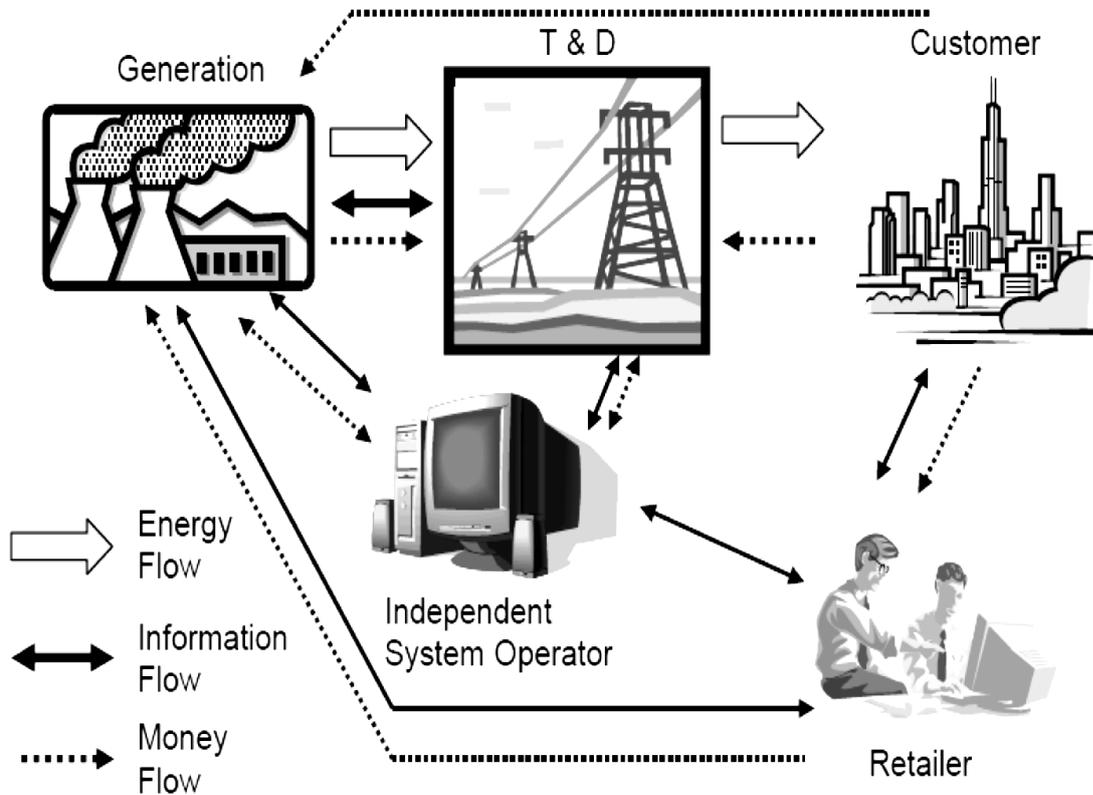 T & D
Customer
Generation
Energy
Flow
Independent
System Operator
Information
Flow
Money
Flow
Retailer